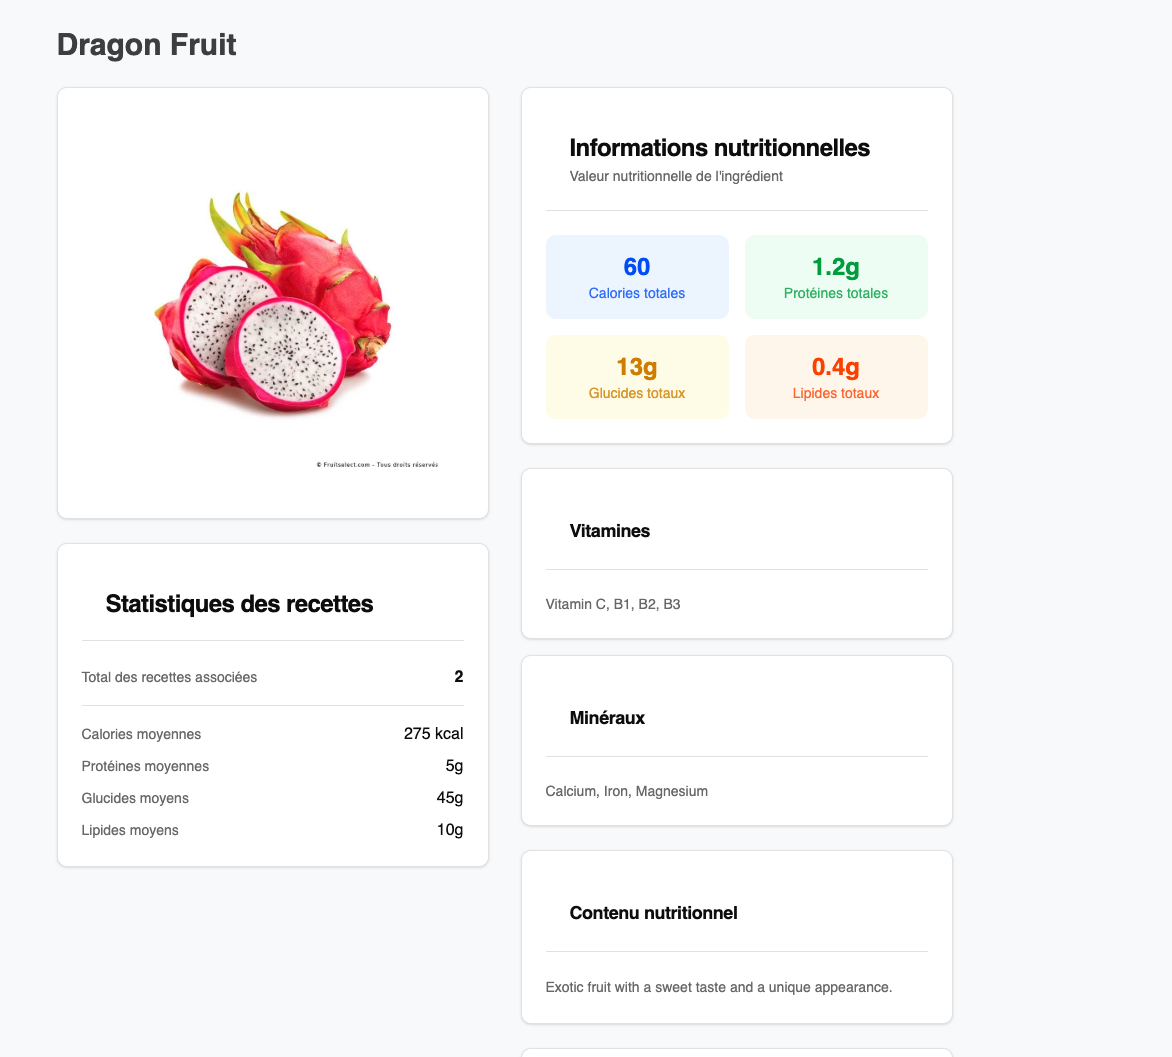 Dragon Fruit
© Fruitselect.com - Tous droits réservés
Statistiques des recettes
Total des recettes associées 2
Calories moyennes 275 kcal
Protéines moyennes 5g
Glucides moyens 45g
Lipides moyens 10g
Informations nutritionnelles
Valeur nutritionnelle de l'ingrédient
60 1.2g
Calories totales Protéines totales
13g 0.4g
Glucides totaux Lipides totaux
Vitamines
Vitamin C, B1, B2, B3
Minéraux
Calcium, Iron, Magnesium
Contenu nutritionnel
Exotic fruit with a sweet taste and a unique appearance.